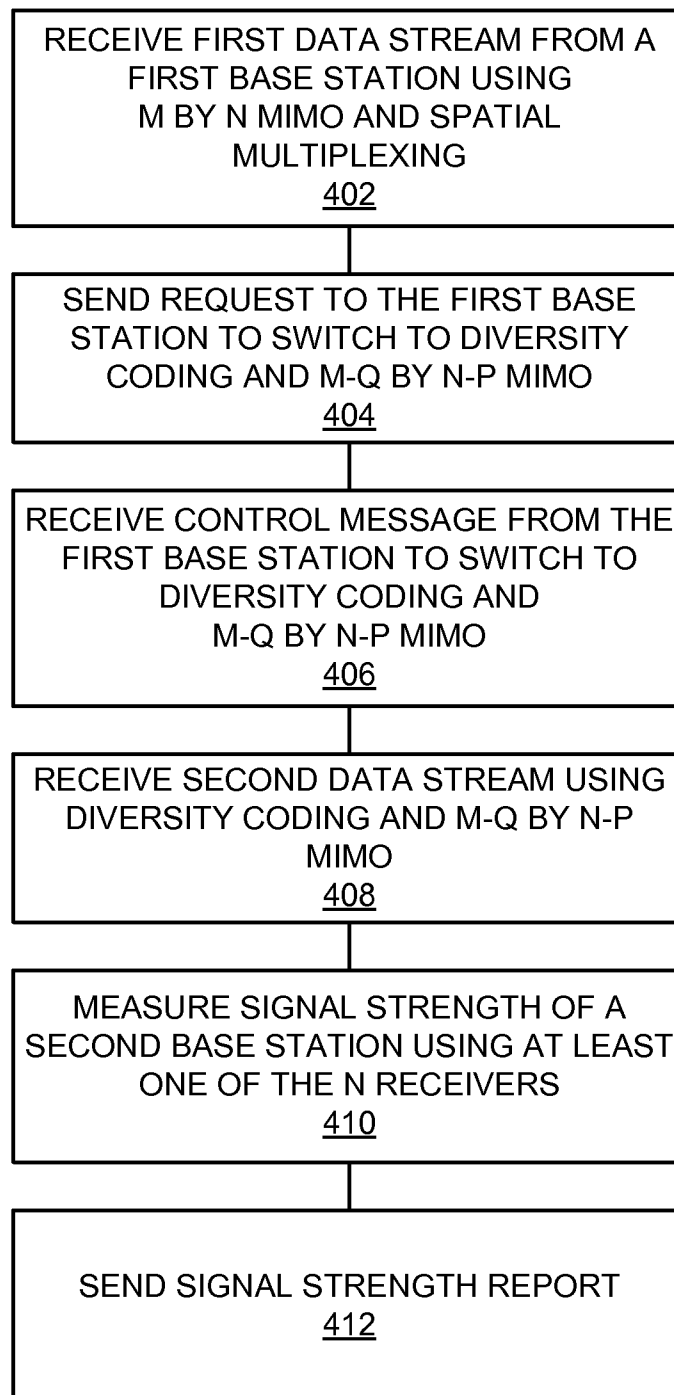 RECEIVE FIRST DATA STREAM FROM A
FIRST BASE STATION USING
M BY N MIMO AND SPATIAL
MULTIPLEXING
402
SEND REQUEST TO THE FIRST BASE
STATION TO SWITCH TO DIVERSITY
CODING AND M-Q BY N-P MIMO
404
RECEIVE CONTROL MESSAGE FROM THE
FIRST BASE STATION TO SWITCH TO
DIVERSITY CODING AND
M-Q BY N-P MIMO
406
RECEIVE SECOND DATA STREAM USING
DIVERSITY CODING AND M-Q BY N-P
MIMO
408
MEASURE SIGNAL STRENGTH OF A
SECOND BASE STATION USING AT LEAST
ONE OF THE N RECEIVERS
410
SEND SIGNAL STRENGTH REPORT
412